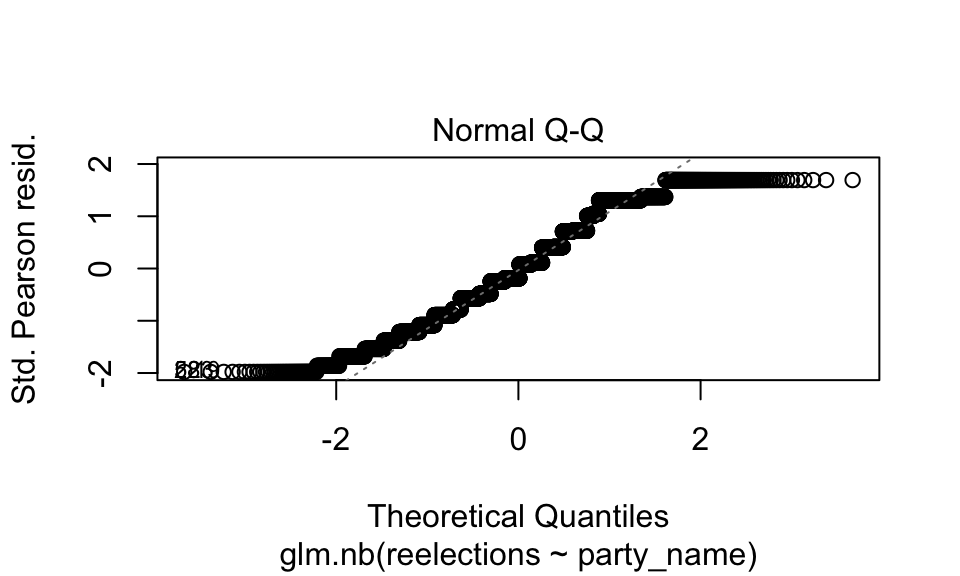 Normal Q-Q
Std. Pearson resid.
2
1
0
-2
-2
0
2
Theoretical Quantiles
glm.nb(reelections ~ party_name)